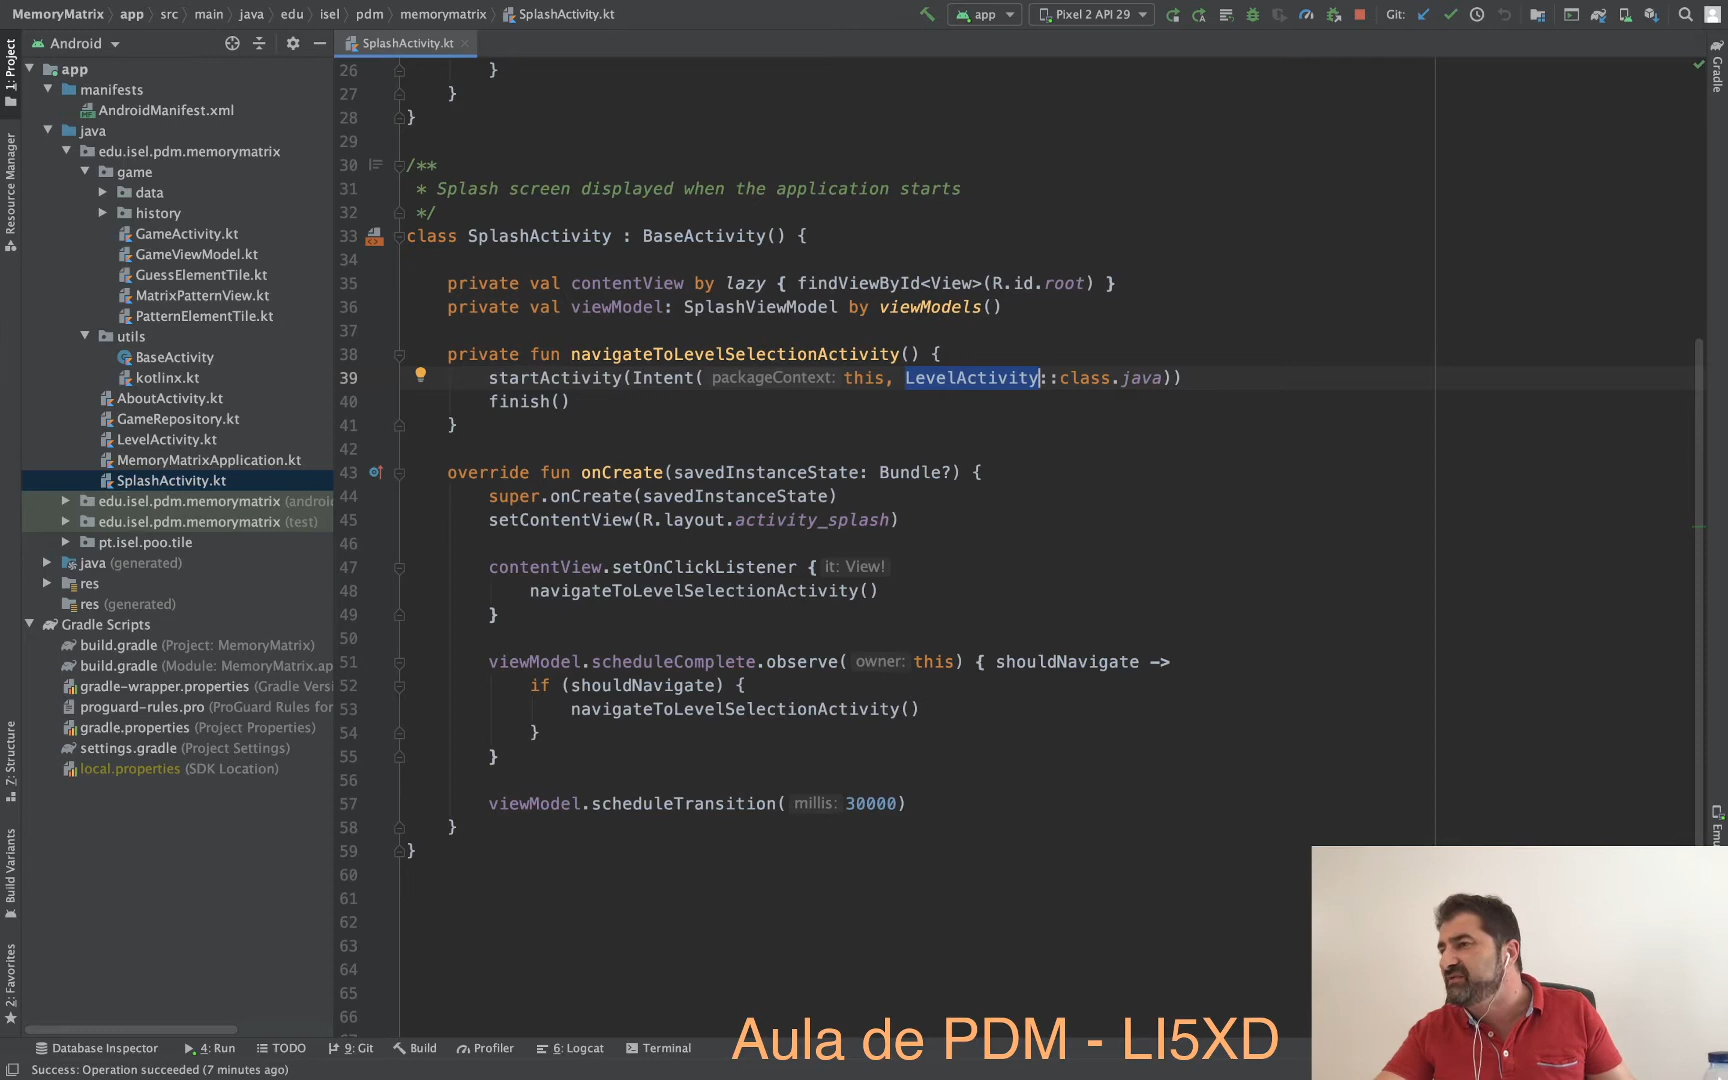 MemoryMatrix app src main java edu isel pdm memorymatrix SplashActivity.kt
app Pixel 2 API 29 Git:
Android
SplashActivity.kt
1: Project
Resource Manager
Z: Structure
Build Variants
2: Favorites
Gradle
app
manifests
AndroidManifest.xml
java
edu.isel.pdm.memorymatrix
game
data
history
GameActivity.kt
GameViewModel.kt
GuessElementTile.kt
MatrixPatternView.kt
PatternElementTile.kt
utils
BaseActivity
kotlinx.kt
AboutActivity.kt
GameRepository.kt
LevelActivity.kt
MemoryMatrixApplication.kt
SplashActivity.kt
edu.isel.pdm.memorymatrix (androi
edu.isel.pdm.memorymatrix (test)
pt.isel.poo.tile
java (generated)
res
res (generated)
Gradle Scripts
build.gradle (Project: MemoryMatrix)
build.gradle (Module: MemoryMatrix.ap
gradle-wrapper.properties (Gradle Versi
proguard-rules.pro (ProGuard Rules for
gradle.properties (Project Properties)
settings.gradle (Project Settings)
local.properties (SDK Location)
26 }
27 }
28 }
29
30 /**
31 * Splash screen displayed when the application starts
32 */
33 class SplashActivity : BaseActivity() {
34
35 private val contentView by lazy { findViewById<View>(R.id.root) }
36 private val viewModel: SplashViewModel by viewModels()
37
38 private fun navigateToLevelSelectionActivity() {
39 startActivity(Intent( packageContext: this, LevelActivity::class.java))
40 finish()
41 }
42
43 override fun onCreate(savedInstanceState: Bundle?) {
44 super.onCreate(savedInstanceState)
45 setContentView(R.layout.activity_splash)
46
47 contentView.setOnClickListener { it: View!
48 navigateToLevelSelectionActivity()
49 }
50
51 viewModel.scheduleComplete.observe( owner: this) { shouldNavigate ->
52 if (shouldNavigate) {
53 navigateToLevelSelectionActivity()
54 }
55 }
56
57 viewModel.scheduleTransition( millis: 30000)
58 }
59 }
60
61
62
63
64
65
66
Emu
Aula de PDM - LI5XD
Database Inspector 4: Run TODO 9: Git Build Profiler 6: Logcat Terminal
Success: Operation succeeded (7 minutes ago)